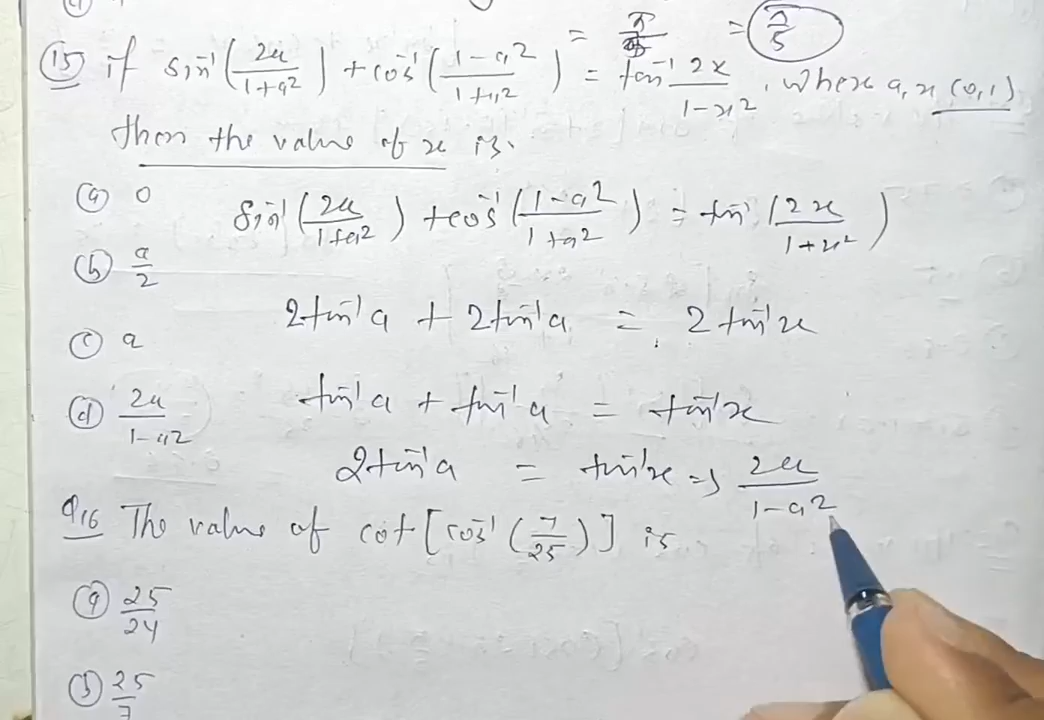 = π/5 = π/5
(15) if sin⁻¹(2a/1+a²) + cos⁻¹(1-a²/1+a²) = tan⁻¹ 2x/1-x², where a, x (0,1)
then the value of x is.
(a) 0
sin⁻¹(2a/1+a²) + cos⁻¹(1-a²/1+a²) = tan⁻¹(2x/1+x²)
(b) a/2
2tan⁻¹a + 2tan⁻¹a = 2tan⁻¹x
(c) a
(d) 2a/1-a²
tan⁻¹a + tan⁻¹a = tan⁻¹x
2tan⁻¹a = tan⁻¹x ⇒ 2a/1-a²
Q16 The value of cot[cos⁻¹(7/25)] is
(a) 25/24
(b) 25/7